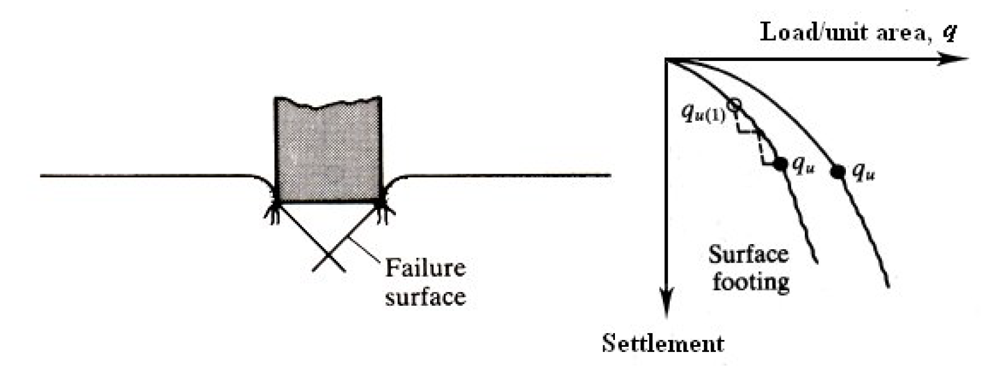 Load/unit area, q
qu(1)
qu
qu
Failure
surface
Surface
footing
Settlement